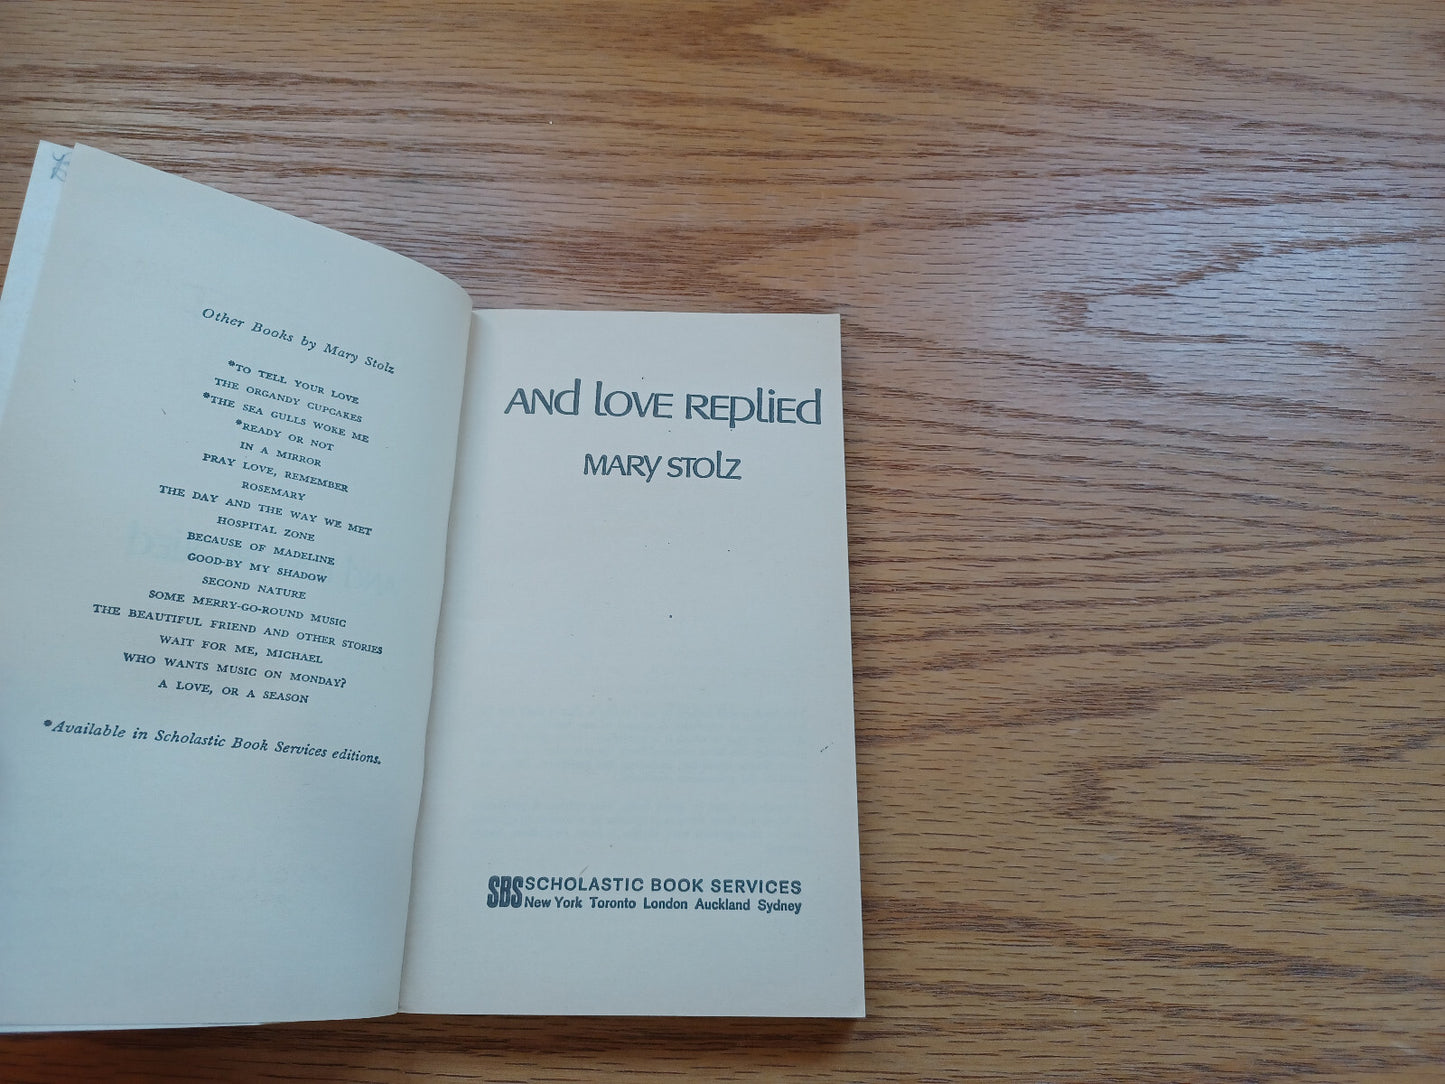 Other Books by Mary Stolz
*TO TELL YOUR LOVE
THE ORGANDY CUPCAKES
*THE SEA GULLS WOKE ME
*READY OR NOT
IN A MIRROR
PRAY LOVE, REMEMBER
ROSEMARY
THE DAY AND THE WAY WE MET
HOSPITAL ZONE
BECAUSE OF MADELINE
GOOD-BY MY SHADOW
SECOND NATURE
SOME MERRY-GO-ROUND MUSIC
THE BEAUTIFUL FRIEND AND OTHER STORIES
WAIT FOR ME, MICHAEL
WHO WANTS MUSIC ON MONDAY?
A LOVE, OR A SEASON
*Available in Scholastic Book Services editions.
AND LOVE REPLIED
MARY STOLZ
SBS SCHOLASTIC BOOK SERVICES
New York Toronto London Auckland Sydney